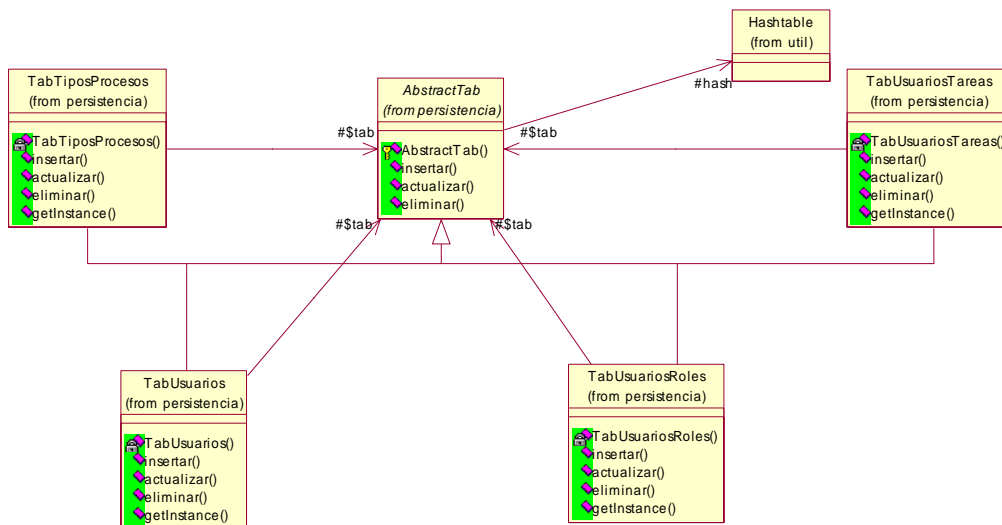 Hashtable
(from util)
#hash
TabTiposProcesos
(from persistencia)
TabTiposProcesos()
insertar()
actualizar()
eliminar()
getInstance()
#$tab
AbstractTab
(from persistencia)
AbstractTab()
insertar()
actualizar()
eliminar()
#$tab
TabUsuariosTareas
(from persistencia)
TabUsuariosTareas()
insertar()
actualizar()
eliminar()
getInstance()
#$tab
#$tab
TabUsuarios
(from persistencia)
TabUsuarios()
insertar()
actualizar()
eliminar()
getInstance()
TabUsuariosRoles
(from persistencia)
TabUsuariosRoles()
insertar()
actualizar()
eliminar()
getInstance()